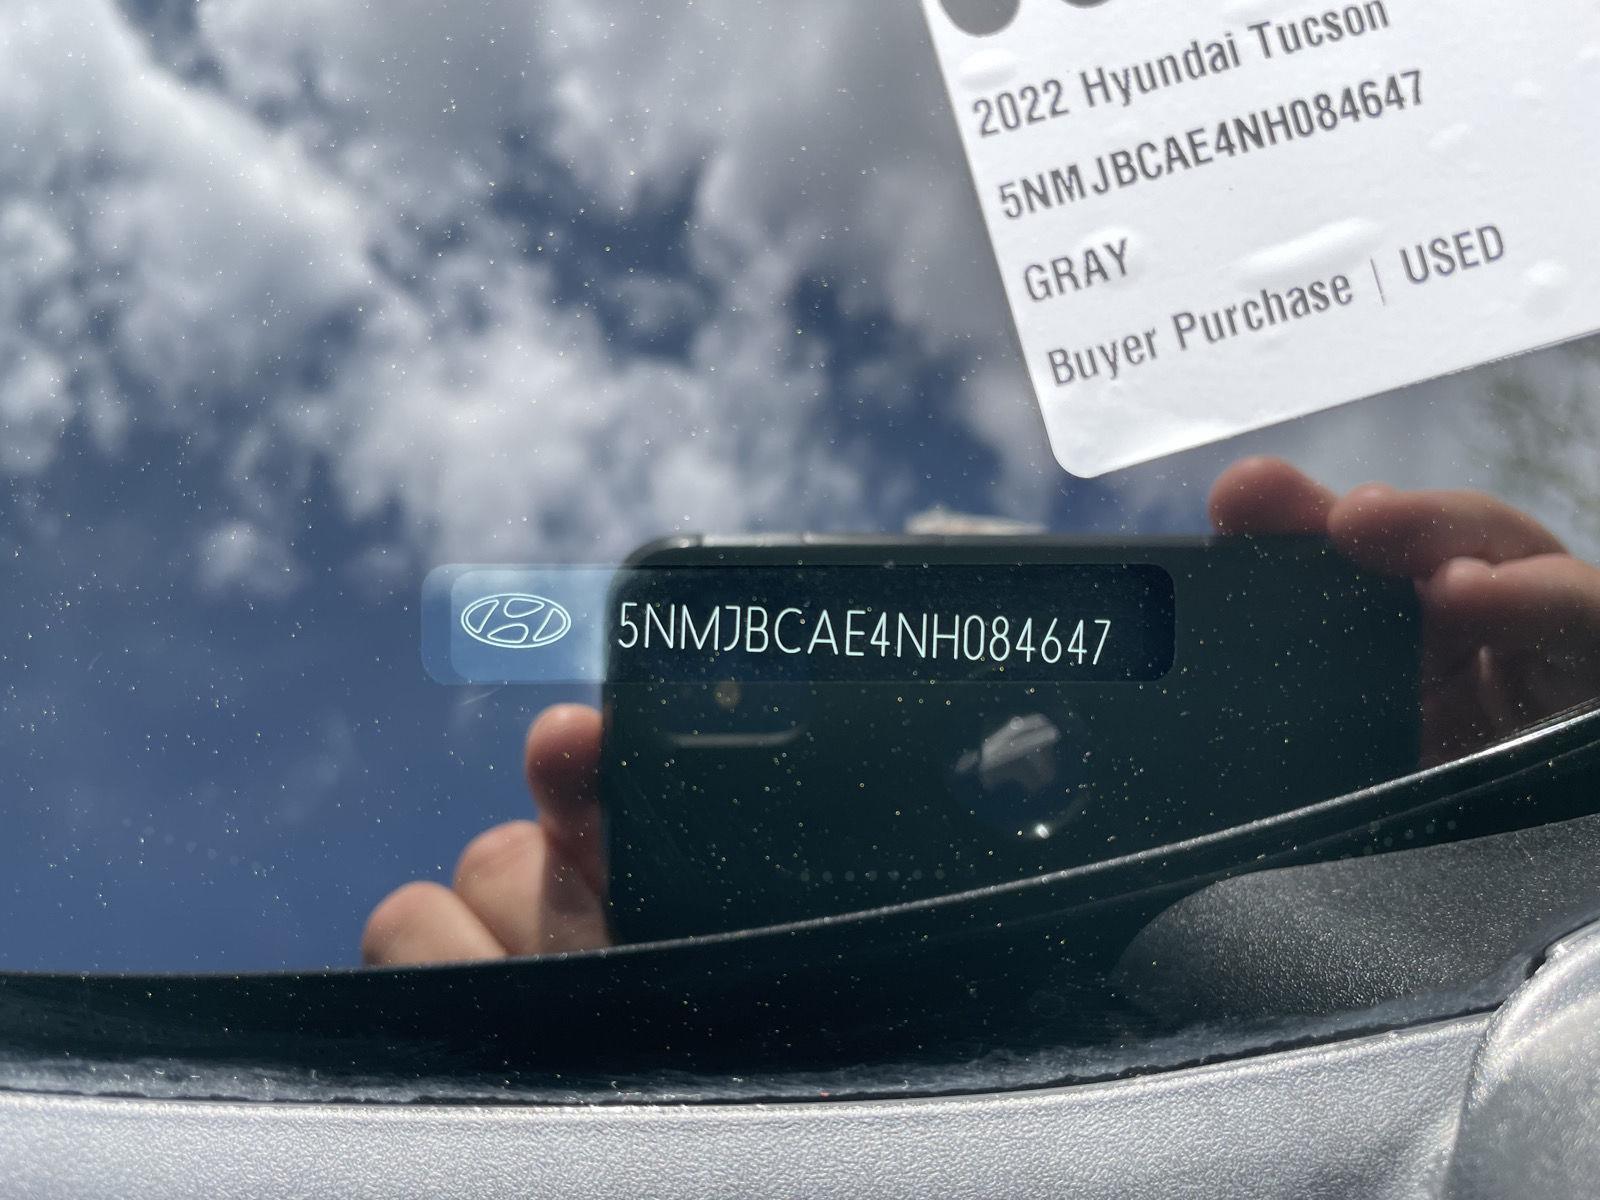 2022 Hyundai Tucson
5NMJBCAE4NH084647
GRAY
Buyer Purchase | USED
5NMJBCAE4NH084647